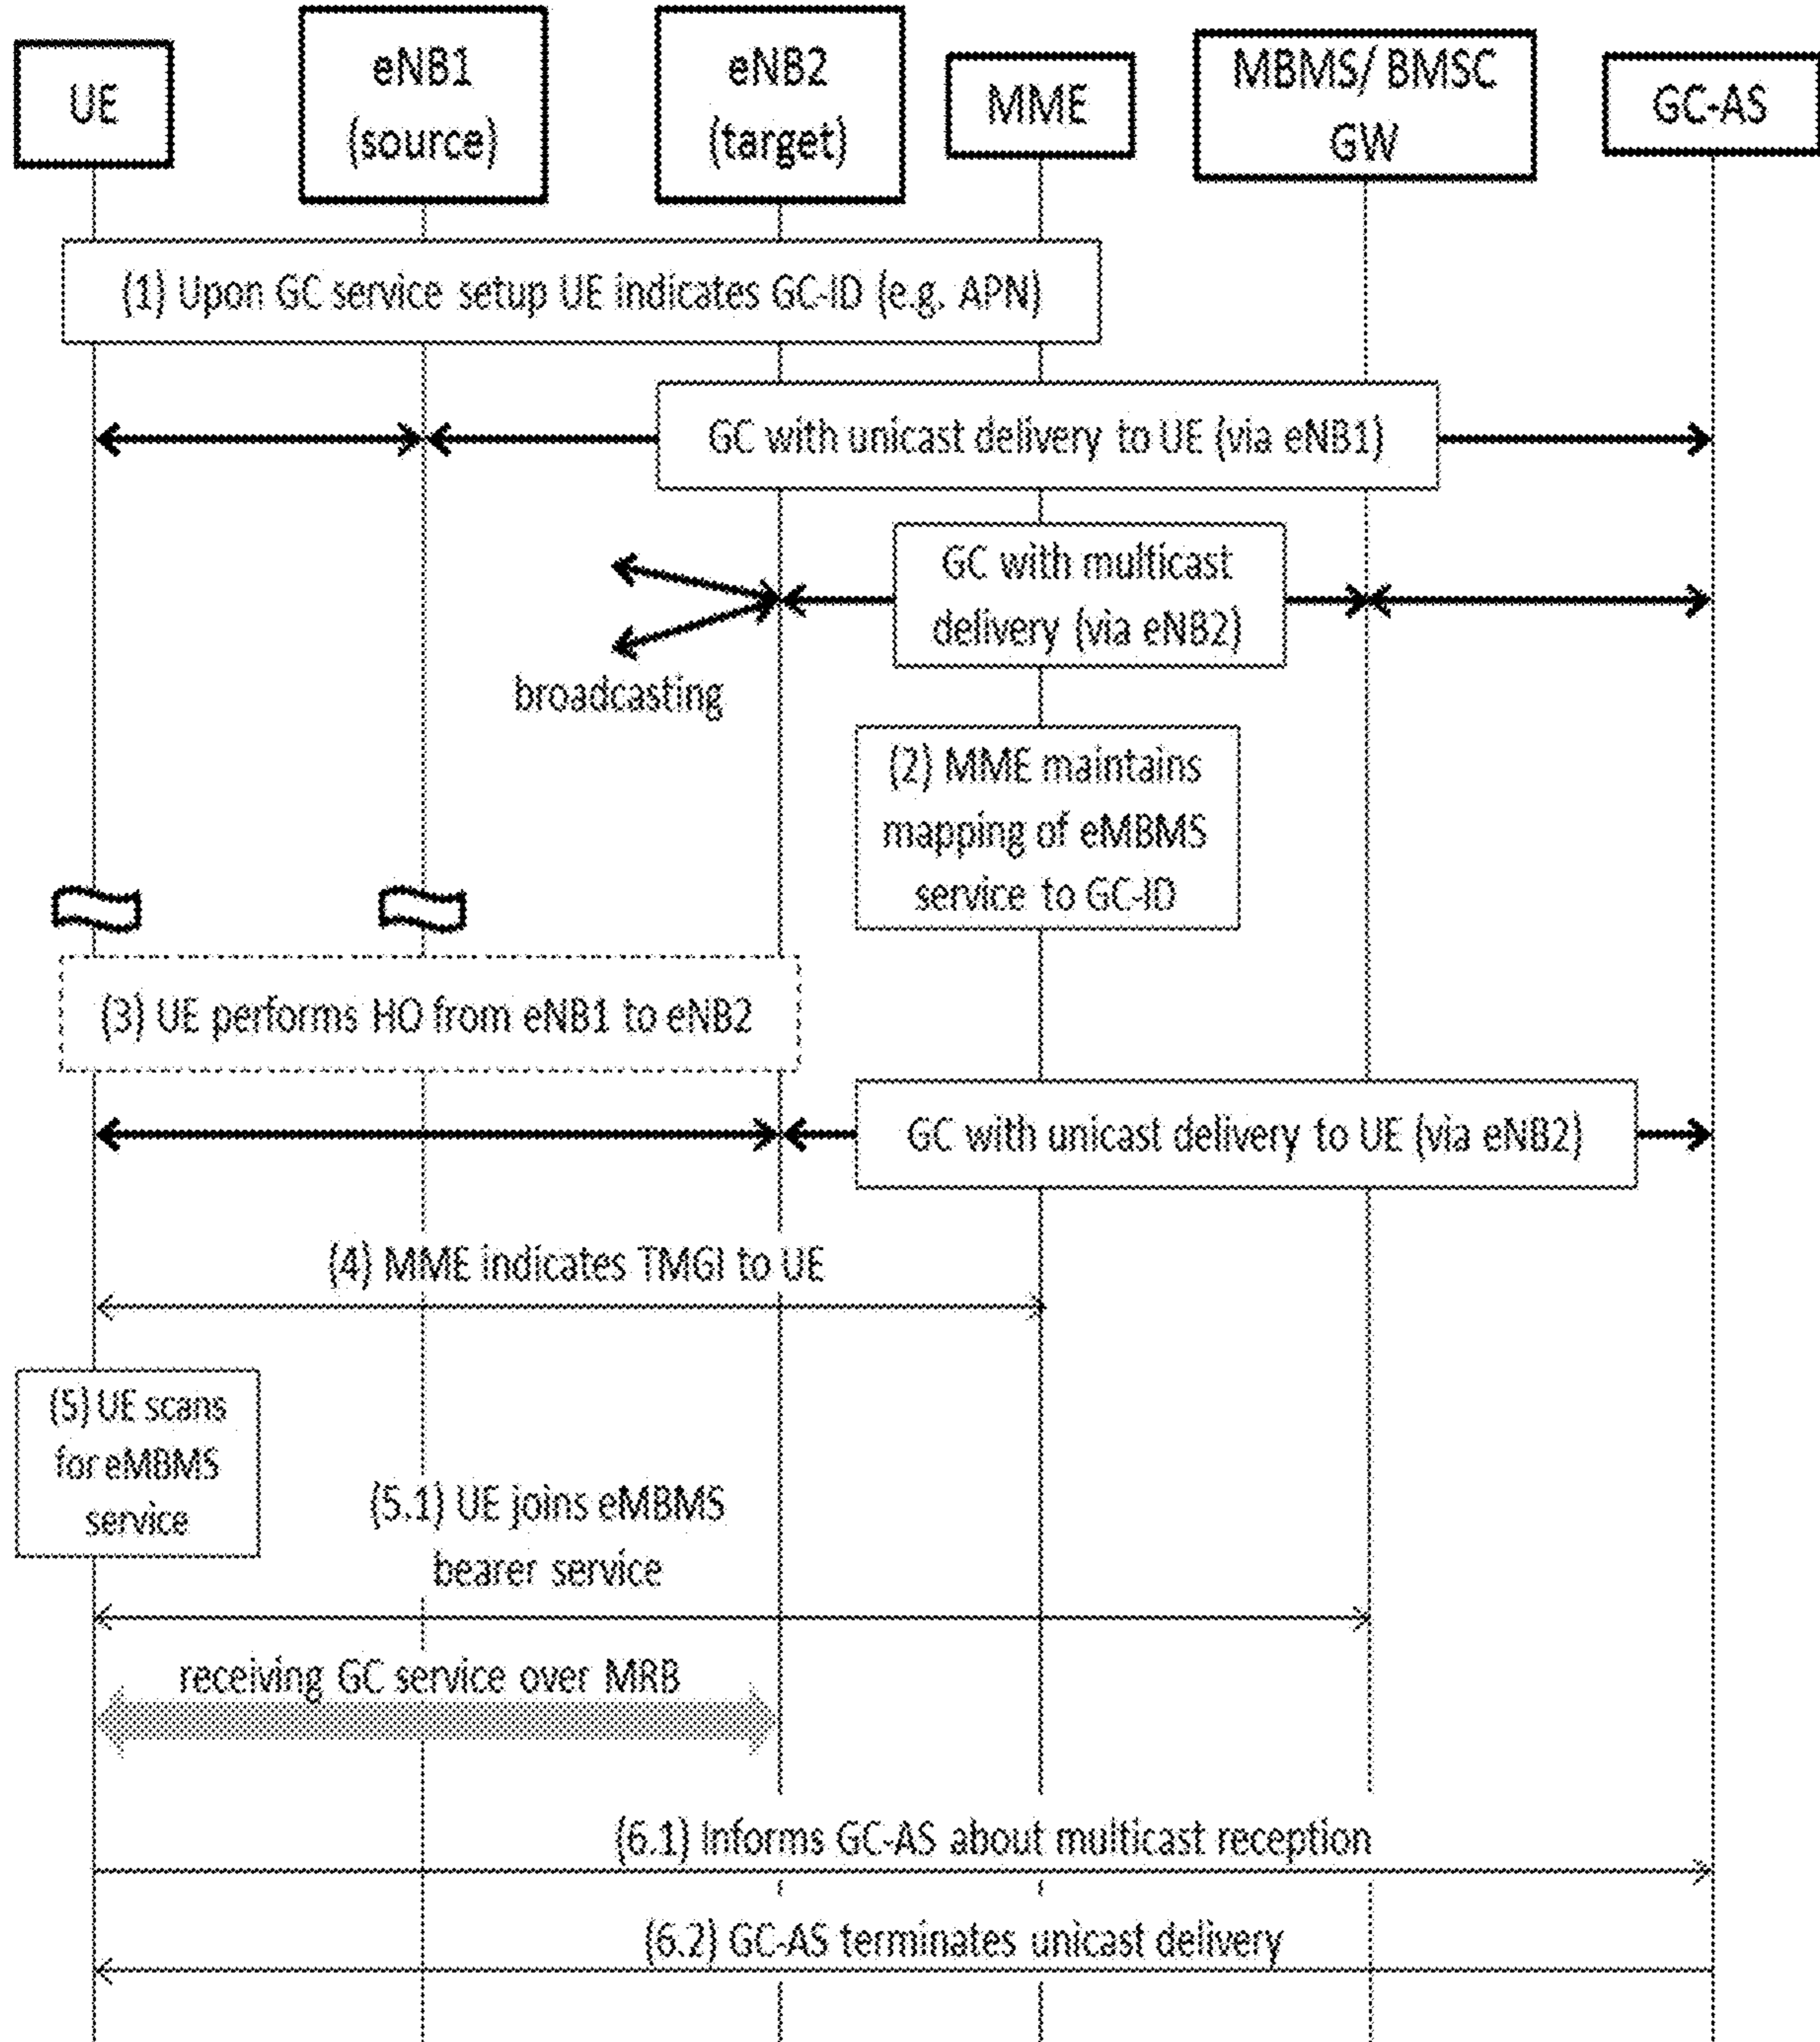 UE
eNB1
(source)
eNB2
(target)
MME
MBMS/ BMSC
GW
GC-AS
(1) Upon GC service setup UE indicates GC-ID (e.g. APN)
GC with unicast delivery to UE (via eNB1)
GC with multicast
delivery (via eNB2)
broadcasting
(2) MME maintains
mapping of eMBMS
service to GC-ID
(3) UE performs HO from eNB1 to eNB2
GC with unicast delivery to UE (via eNB2)
(4) MME indicates TMGI to UE
(5) UE scans
for eMBMS
service
(5.1) UE joins eMBMS
bearer service
receiving GC service over MRB
(6.1) Informs GC-AS about multicast reception
(6.2) GC-AS terminates unicast delivery